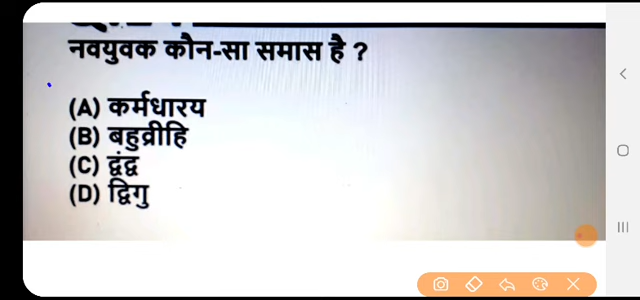 नवयुवक कौन-सा समास है ?
(A) कर्मधारय
(B) बहुव्रीहि
(C) द्वंद्व
(D) द्विगु